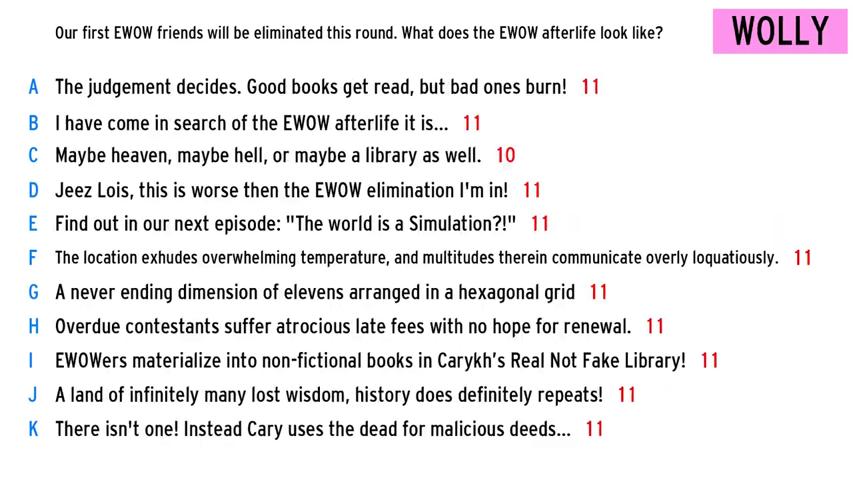 Our first EWOW friends will be eliminated this round. What does the EWOW afterlife look like?
WOLLY
A The judgement decides. Good books get read, but bad ones burn! 11
B I have come in search of the EWOW afterlife it is... 11
C Maybe heaven, maybe hell, or maybe a library as well. 10
D Jeez Lois, this is worse then the EWOW elimination I'm in! 11
E Find out in our next episode: "The world is a Simulation?!" 11
F The location exhudes overwhelming temperature, and multitudes therein communicate overly loquatiously. 11
G A never ending dimension of elevens arranged in a hexagonal grid 11
H Overdue contestants suffer atrocious late fees with no hope for renewal. 11
I EWOWers materialize into non-fictional books in Carykh’s Real Not Fake Library! 11
J A land of infinitely many lost wisdom, history does definitely repeats! 11
K There isn't one! Instead Cary uses the dead for malicious deeds... 11